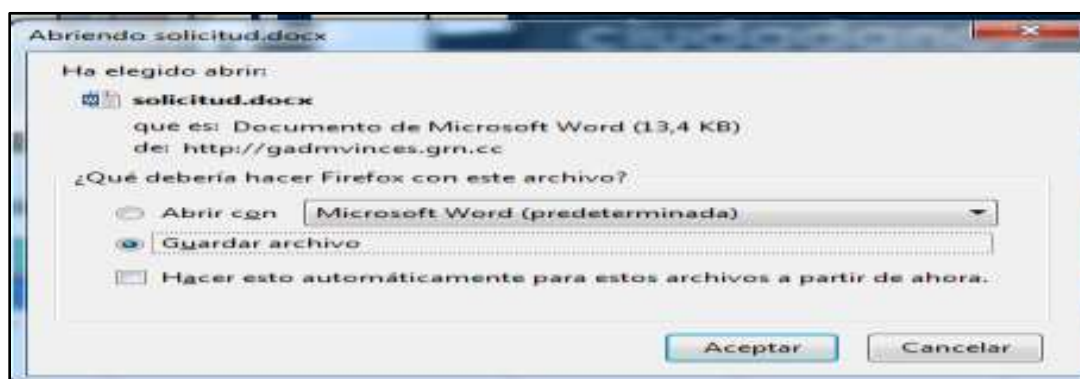 Abriendo solicitud.docx
Ha elegido abrir:
solicitud.docx
que es: Documento de Microsoft Word (13,4 KB)
de: http://gadmvinces.grn.cc
¿Qué debería hacer Firefox con este archivo?
Abrir con Microsoft Word (predeterminada)
Guardar archivo
Hacer esto automáticamente para estos archivos a partir de ahora.
Aceptar Cancelar